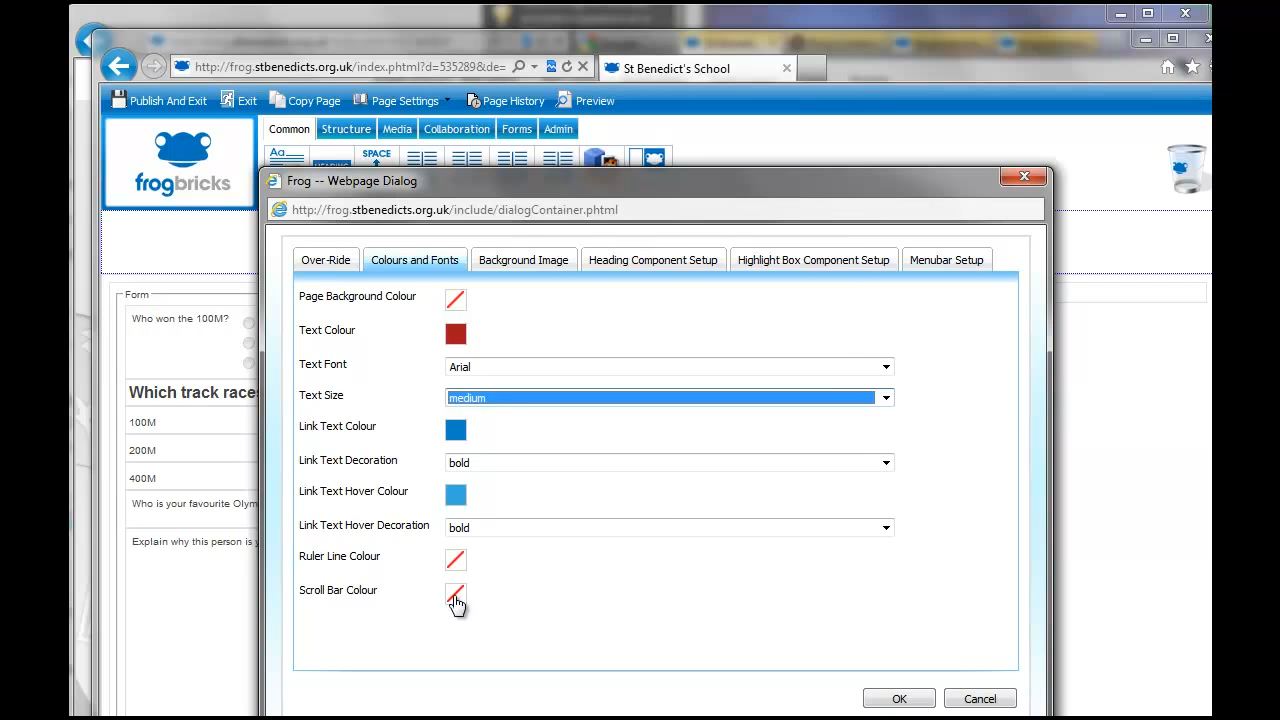 http://frog.stbenedicts.org.uk/index.phtml?d=535289&de=
St Benedict's School
Publish And Exit
Exit
Copy Page
Page Settings
Page History
Preview
frogbricks
Common
Structure
Media
Collaboration
Forms
Admin
Aa
SPACE
Frog -- Webpage Dialog
http://frog.stbenedicts.org.uk/include/dialogContainer.phtml
Over-Ride
Colours and Fonts
Background Image
Heading Component Setup
Highlight Box Component Setup
Menubar Setup
Form
Who won the 100M?
Which track races
100M
200M
400M
Who is your favourite Olym
Explain why this person is y
Page Background Colour
Text Colour
Text Font
Arial
Text Size
medium
Link Text Colour
Link Text Decoration
bold
Link Text Hover Colour
Link Text Hover Decoration
bold
Ruler Line Colour
Scroll Bar Colour
OK
Cancel